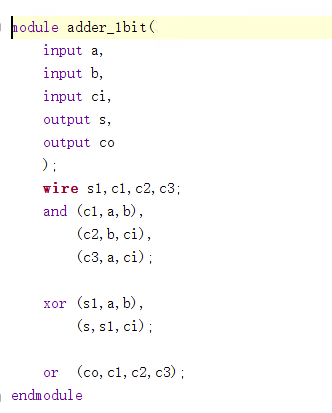 module adder_1bit(
input a,
input b,
input ci,
output s,
output co
);
wire s1,c1,c2,c3;
and (c1,a,b),
(c2,b,ci),
(c3,a,ci);
xor (s1,a,b),
(s,s1,ci);
or (co,c1,c2,c3);
endmodule